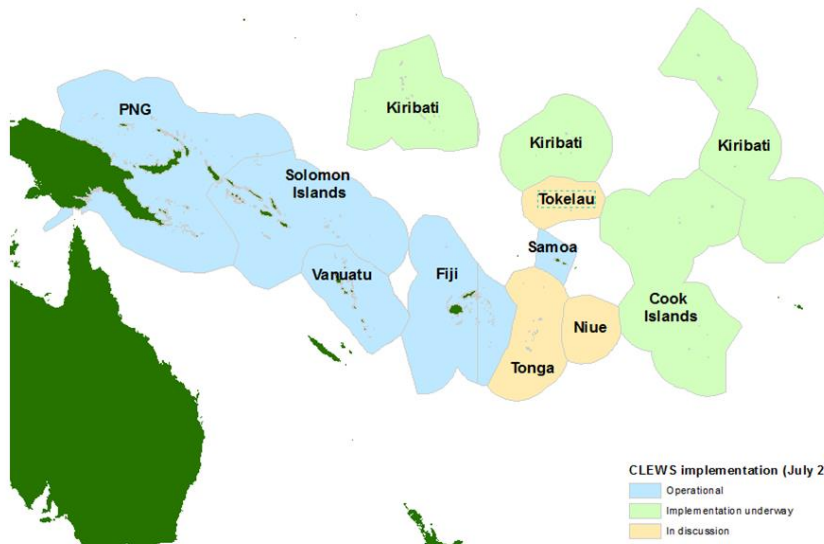 PNG
Kiribati
Kiribati
Kiribati
Solomon
Islands
Tokelau
Samoa
Vanuatu
Fiji
Cook
Islands
Niue
Tonga
CLEWS implementation (July 2
Operational
Implementation underway
In discussion